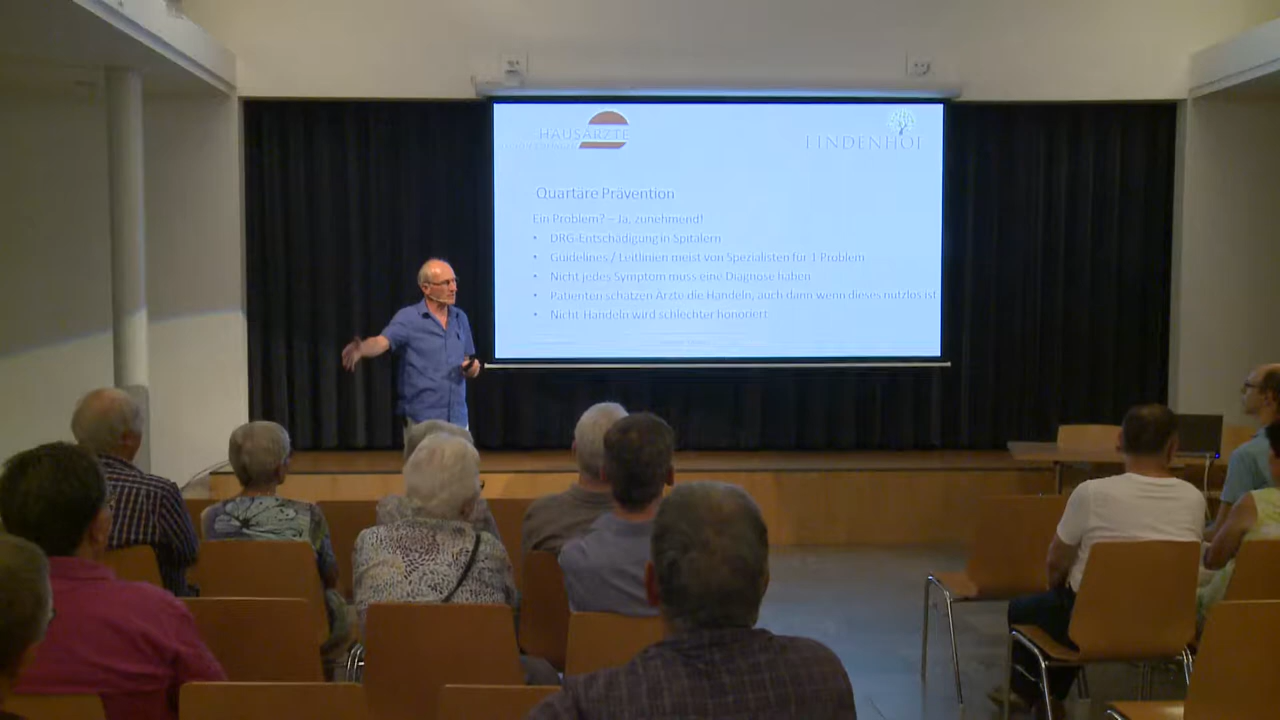 HAUSÄRZTE
LINDENHOF
Quartäre Prävention
Ein Problem? – Ja, zunehmend!
• DRG-Entschädigung in Spitälern
• Guidelines / Leitlinien meist von Spezialisten für 1 Problem
• Nicht jedes Symptom muss eine Diagnose haben
• Patienten schätzen Ärzte die Handeln, auch dann wenn dieses nutzlos ist
• Nicht-Handeln wird schlechter honoriert